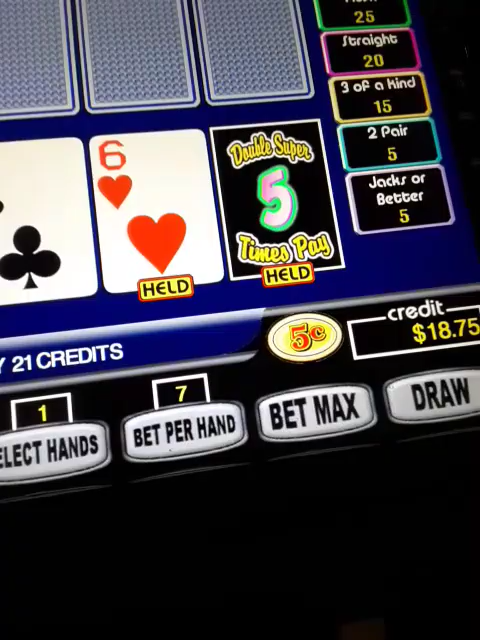 25
Straight
20
3 of a Kind
15
2 Pair
5
Jacks or
Better
5
6
Double Super
5
Times Pay
HELD
HELD
21 CREDITS
5¢
credit
$18.75
1
7
HANDS
BET PER HAND
BET MAX
DRAW